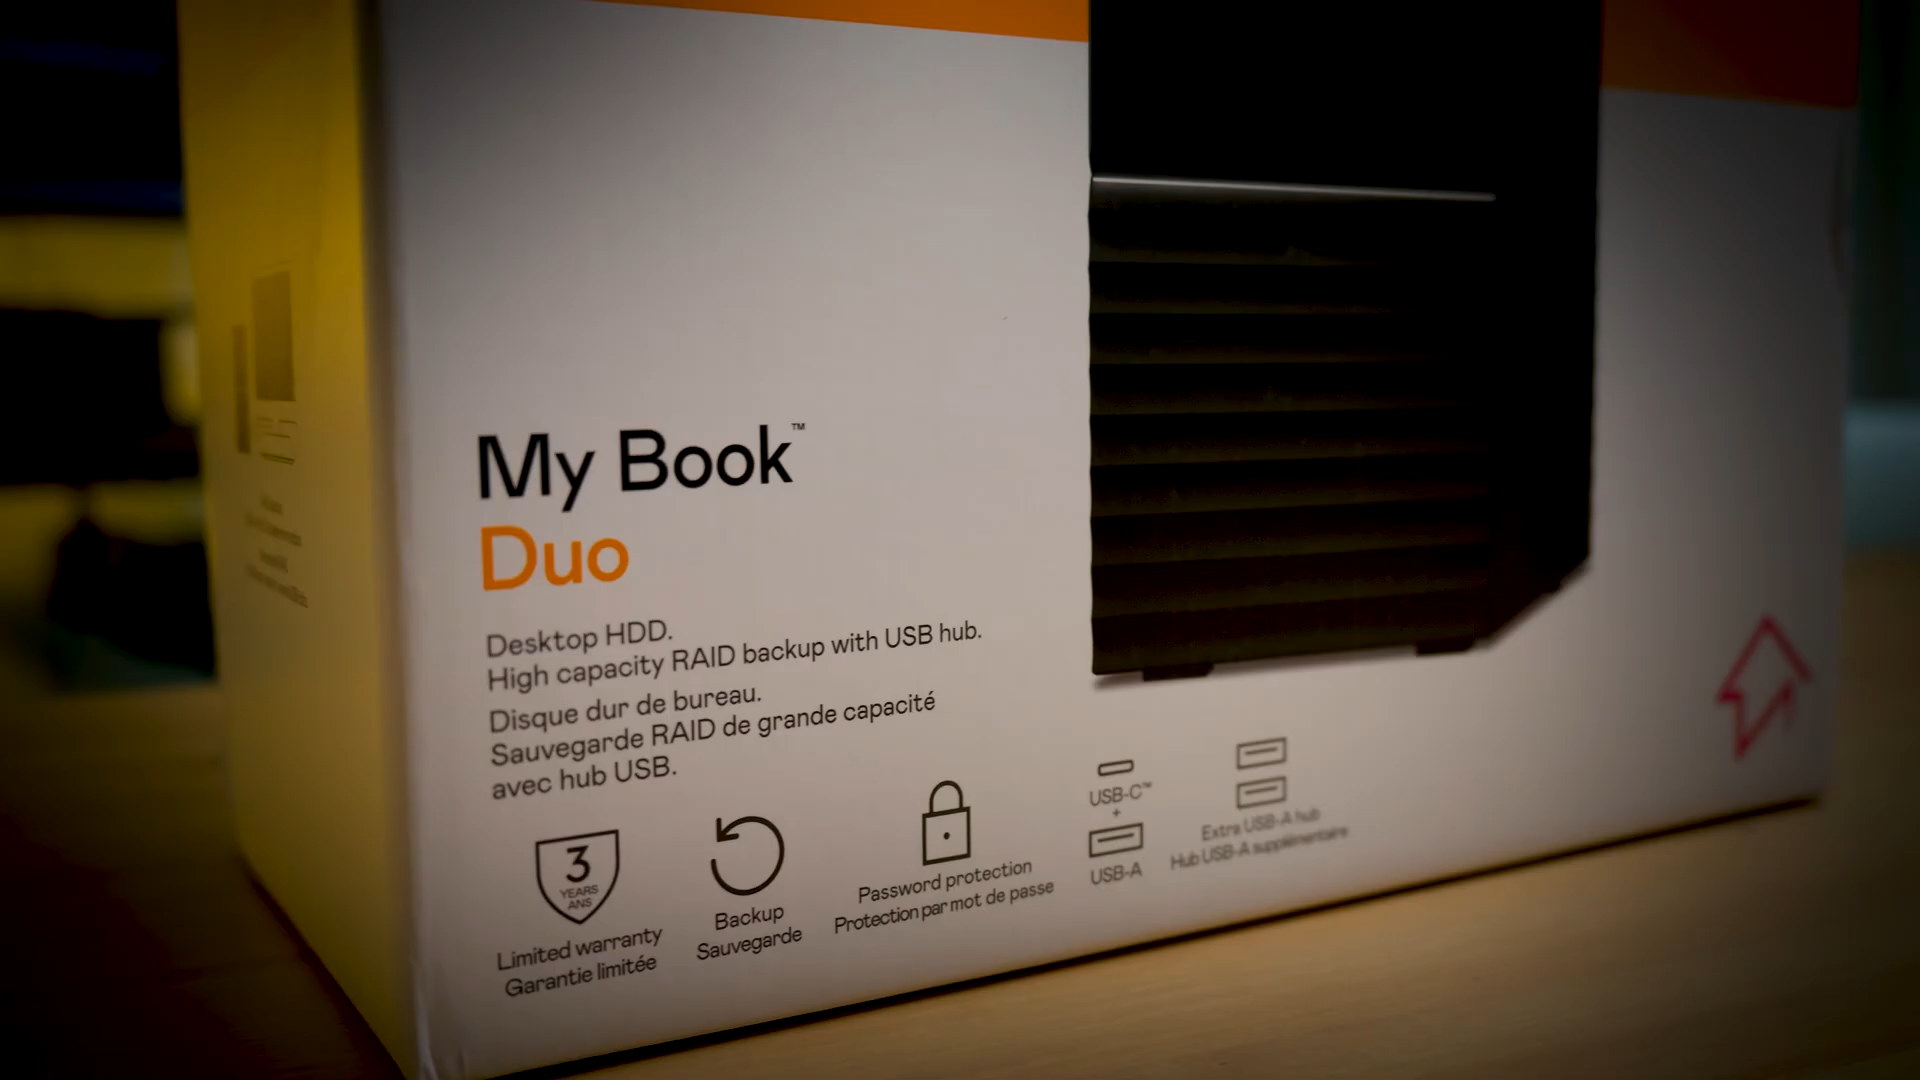 My Book™
Duo
Desktop HDD.
High capacity RAID backup with USB hub.
Disque dur de bureau.
Sauvegarde RAID de grande capacité
avec hub USB.
3
YEARS
ANS
Limited warranty
Garantie limitée
Backup
Sauvegarde
Password protection
Protection par mot de passe
USB-C™
+
USB-A
Extra USB-A hub
Hub USB-A supplémentaire